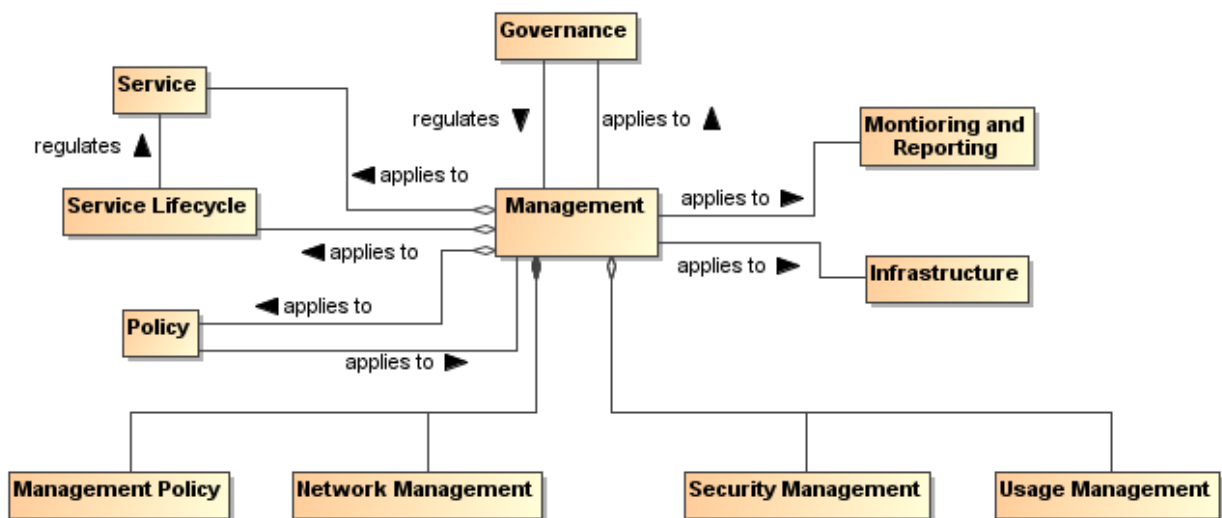 Governance
Service
regulates
applies to
Montioring and
Reporting
regulates
applies to
Service Lifecycle
Management
applies to
applies to
applies to
Infrastructure
applies to
Policy
applies to
Management Policy
Network Management
Security Management
Usage Management